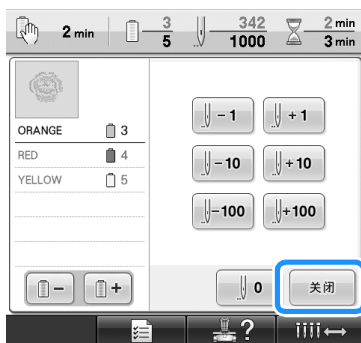 2 min 3 5 342 1000 2 min 3 min
ORANGE 3
RED 4
YELLOW 5
- 1 + 1
- 10 + 10
-100 +100
- + 0 关闭
?